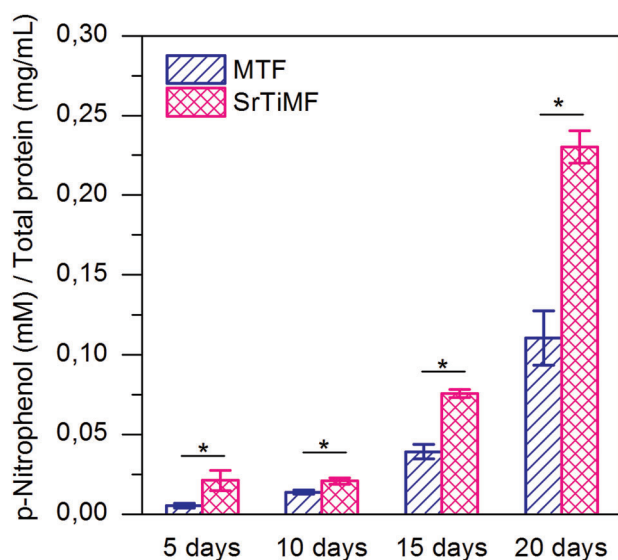 p-Nitrophenol (mM) / Total protein (mg/mL)
0,30
0,25
0,20
0,15
0,10
0,05
0,00
MTF
SrTiMF
*
*
*
*
5 days
10 days
15 days
20 days